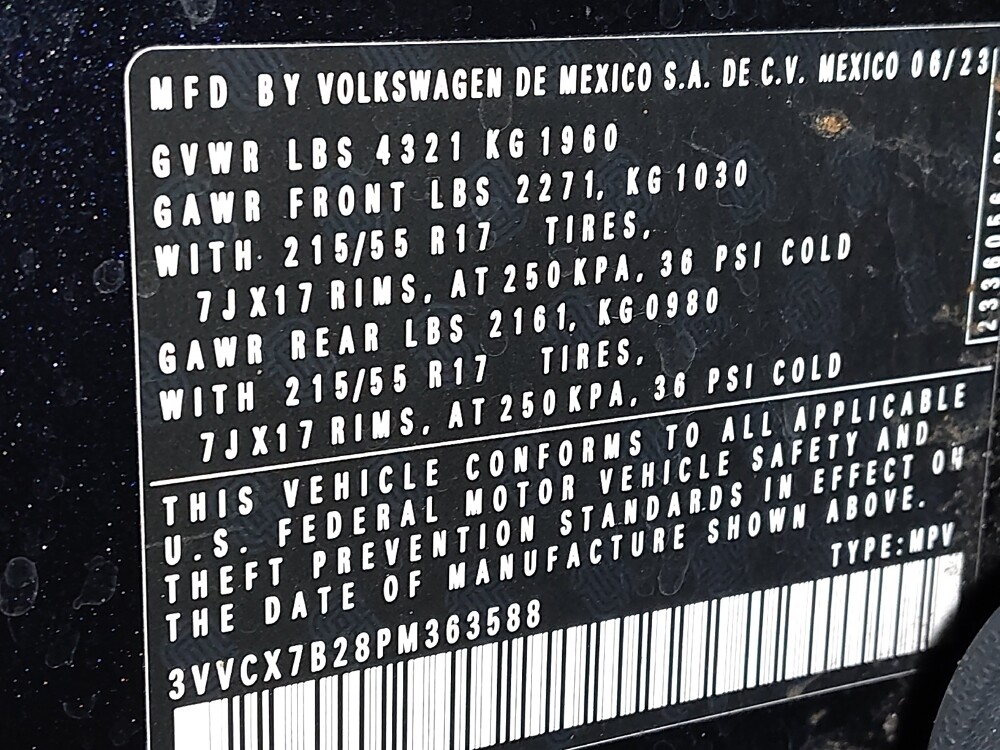 MFD BY VOLKSWAGEN DE MEXICO S.A. DE C.V. MEXICO 06/23
GVWR LBS 4321 KG 1960
GAWR FRONT LBS 2271, KG 1030
WITH 215/55 R17 TIRES,
7J X17 RIMS, AT 250 KPA, 36 PSI COLD
GAWR REAR LBS 2161, KG 0980
WITH 215/55 R17 TIRES,
7J X17 RIMS, AT 250 KPA, 36 PSI COLD
THIS VEHICLE CONFORMS TO ALL APPLICABLE
U.S. FEDERAL MOTOR VEHICLE SAFETY AND
THEFT PREVENTION STANDARDS IN EFFECT ON
THE DATE OF MANUFACTURE SHOWN ABOVE.
TYPE:MPV
3VVCX7B28PM363588